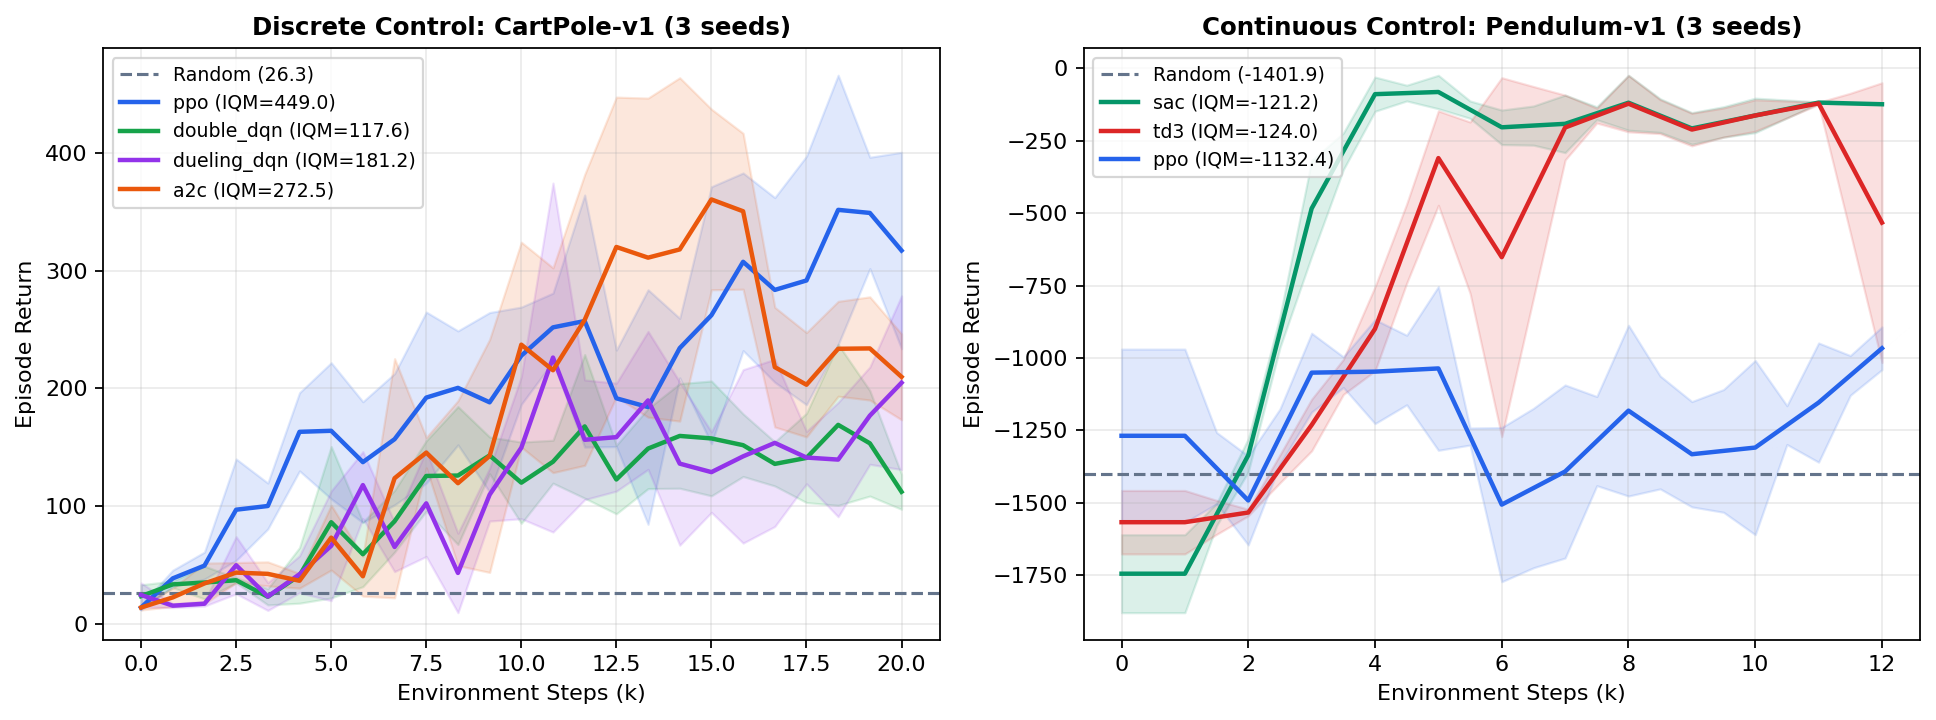 Discrete Control: CartPole-v1 (3 seeds)
Random (26.3)
ppo (IQM=449.0)
double_dqn (IQM=117.6)
dueling_dqn (IQM=181.2)
a2c (IQM=272.5)
Episode Return
400
300
200
100
0
0.0 2.5 5.0 7.5 10.0 12.5 15.0 17.5 20.0
Environment Steps (k)
Continuous Control: Pendulum-v1 (3 seeds)
Random (-1401.9)
sac (IQM=-121.2)
td3 (IQM=-124.0)
ppo (IQM=-1132.4)
Episode Return
0
−250
−500
−750
−1000
−1250
−1500
−1750
0 2 4 6 8 10 12
Environment Steps (k)